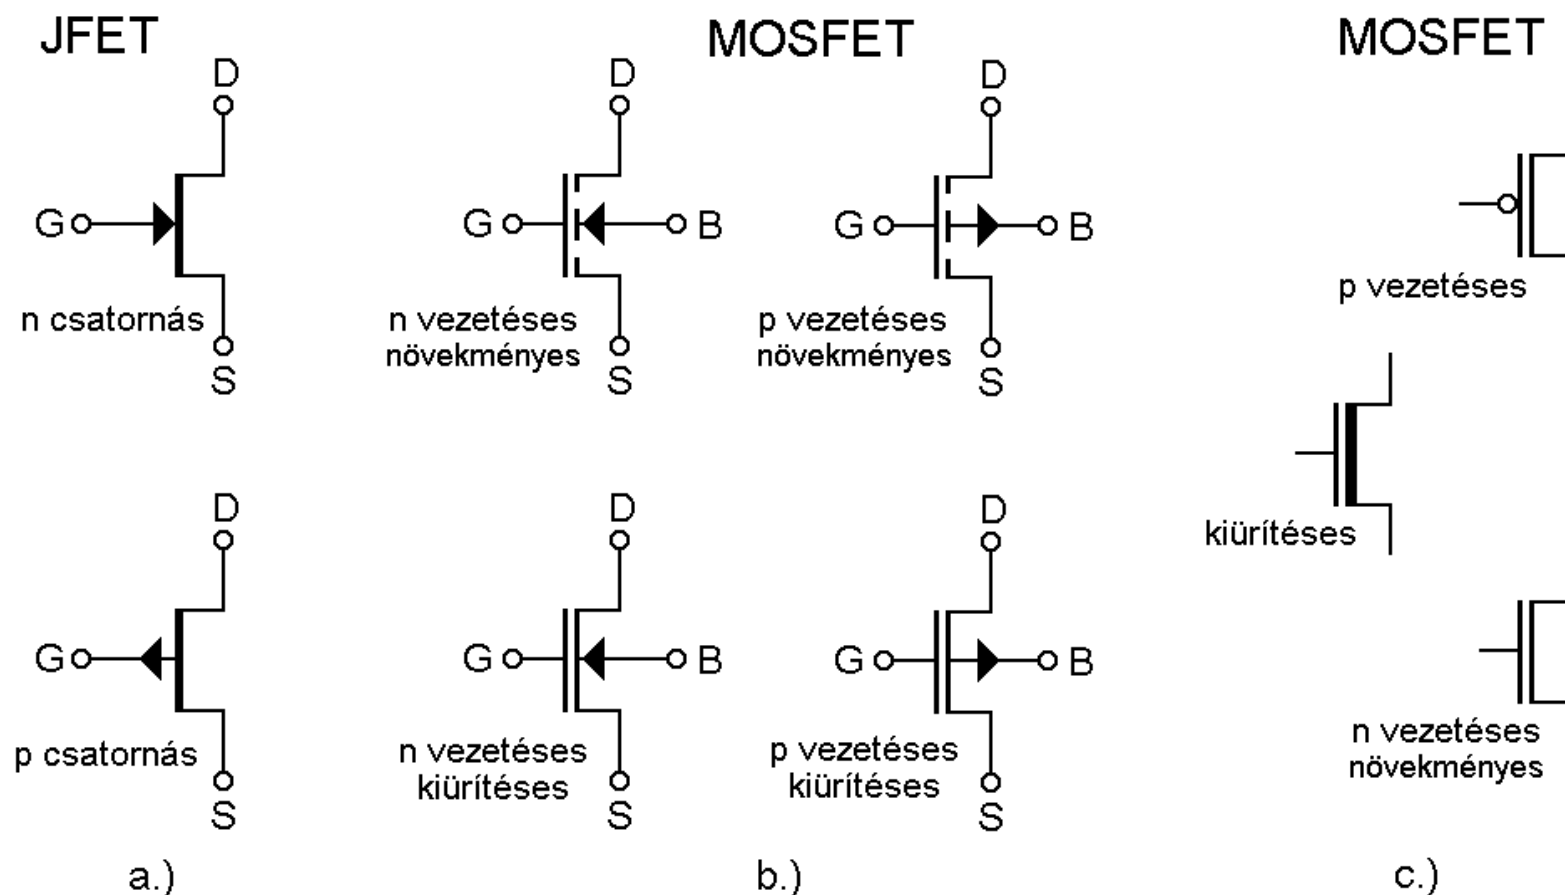 JFET
D
G
n csatornás
S
D
G
p csatornás
S
a.)
MOSFET
D
G
B
n vezetéses
növekményes
S
D
G
B
p vezetéses
növekményes
S
D
G
B
n vezetéses
kiürítéses
S
D
G
B
p vezetéses
kiürítéses
S
b.)
MOSFET
p vezetéses
kiürítéses
n vezetéses
növekményes
c.)